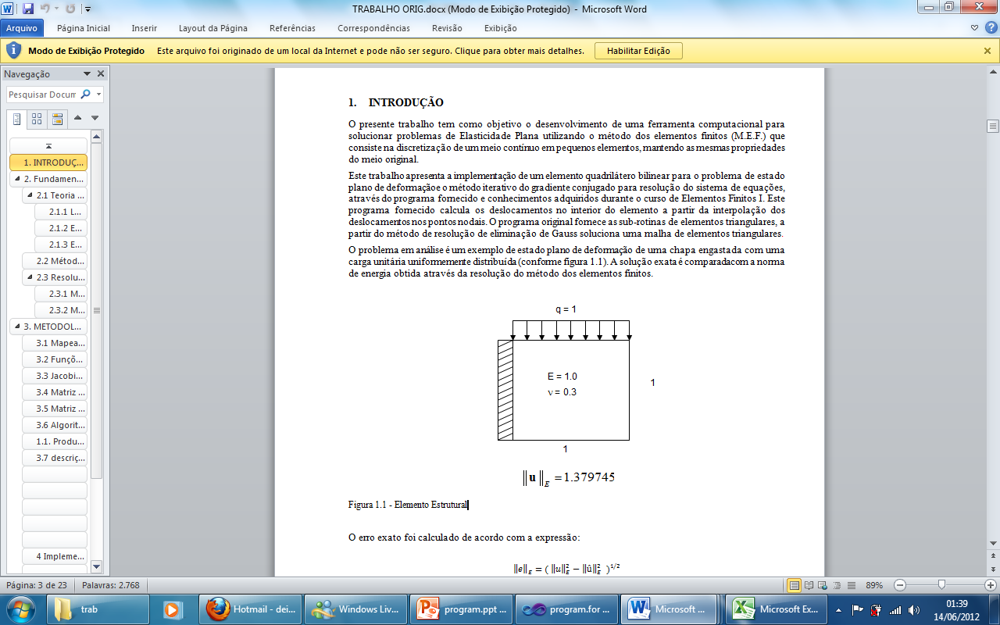 TRABALHO ORIG.docx (Modo de Exibição Protegido) - Microsoft Word
Arquivo Página Inicial Inserir Layout da Página Referências Correspondências Revisão Exibição
Modo de Exibição Protegido Este arquivo foi originado de um local da Internet e pode não ser seguro. Clique para obter mais detalhes. Habilitar Edição
Navegação
Pesquisar Docum
1. INTRODUÇ...
2. Fundamen...
2.1 Teoria ...
2.1.1 L...
2.1.2 E...
2.1.3 E...
2.2 Métod...
2.3 Resolu...
2.3.1 M...
2.3.2 M...
3. METODOL...
3.1 Mapea...
3.2 Funçõ...
3.3 Jacobi...
3.4 Matriz ...
3.5 Matriz ...
3.6 Algorit...
1.1. Produ...
3.7 descriç...
4 Impleme...
1. INTRODUÇÃO
O presente trabalho tem como objetivo o desenvolvimento de uma ferramenta computacional para
solucionar problemas de Elasticidade Plana utilizando o método dos elementos finitos (M.E.F.) que
consiste na discretização de um meio contínuo em pequenos elementos, mantendo as mesmas propriedades
do meio original.
Este trabalho apresenta a implementação de um elemento quadrilátero bilinear para o problema de estado
plano de deformaçãoe o método iterativo do gradiente conjugado para resolução do sistema de equações,
através do programa fornecido e conhecimentos adquiridos durante o curso de Elementos Finitos I. Este
programa fornecido calcula os deslocamentos no interior do elemento a partir da interpolação dos
deslocamentos nos pontos nodais. O programa original fornece as sub-rotinas de elementos triangulares, a
partir do método de resolução de eliminação de Gauss soluciona uma malha de elementos triangulares.
O problema em análise é um exemplo de estado plano de deformação de uma chapa engastada com uma
carga unitária uniformemente distribuída (conforme figura 1.1). A solução exata é comparadacom a norma
de energia obtida através da resolução do método dos elementos finitos.
q = 1
E = 1.0
ν = 0.3
1
1
‖u‖_E = 1.379745
Figura 1.1 - Elemento Estrutural
O erro exato foi calculado de acordo com a expressão:
‖e‖_E = ( ‖u‖²_E − ‖û‖²_E )^1/2
Página: 3 de 23 Palavras: 2.768 89%
trab Hotmail - dei... Windows Liv... program.ppt ... program.for ... Microsoft ... Microsoft Ex... 01:39
14/06/2012